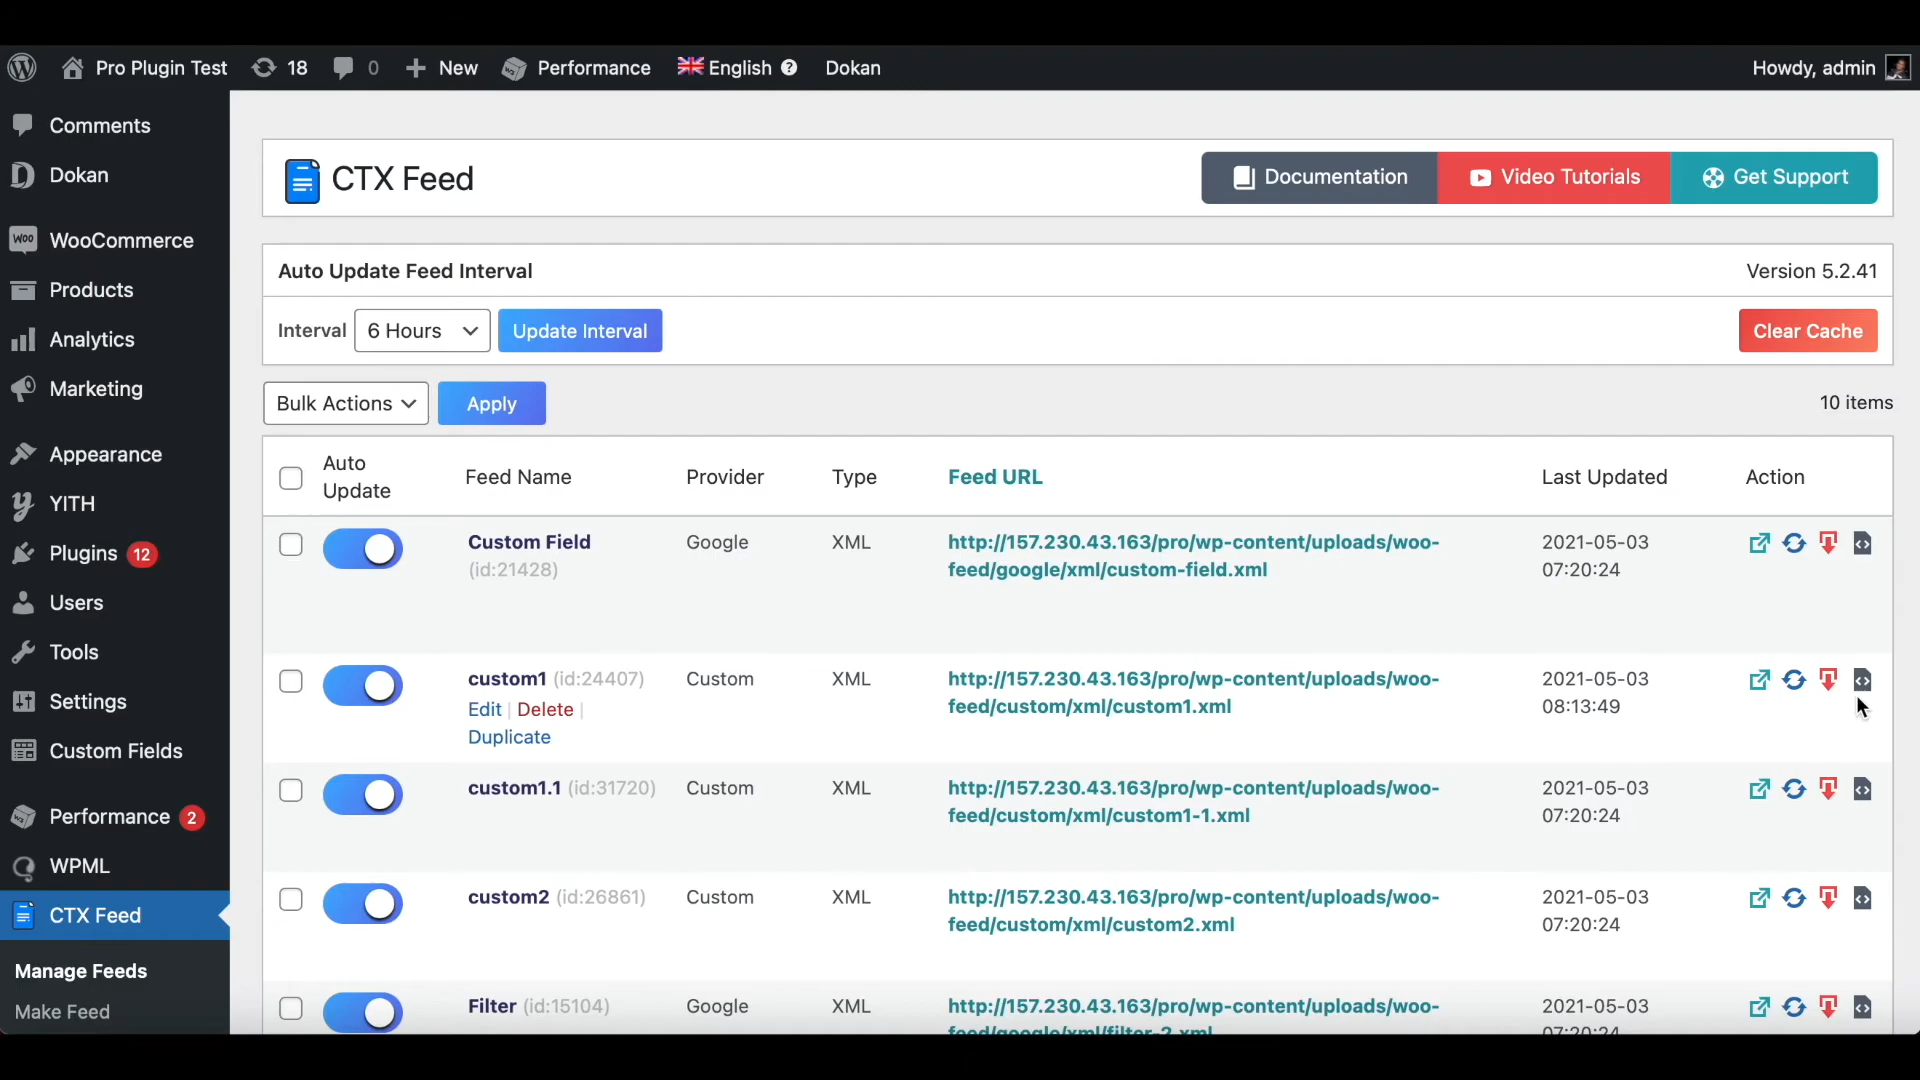 Pro Plugin Test 18 0 New Performance English Dokan Howdy, admin
Comments
Dokan
WooCommerce
Products
Analytics
Marketing
Appearance
YITH
Plugins 12
Users
Tools
Settings
Custom Fields
Performance 2
WPML
CTX Feed
Manage Feeds
Make Feed
CTX Feed
Documentation Video Tutorials Get Support
Auto Update Feed Interval Version 5.2.41
Interval 6 Hours Update Interval Clear Cache
Bulk Actions Apply 10 items
Auto
Update Feed Name Provider Type Feed URL Last Updated Action
Custom Field Google XML http://157.230.43.163/pro/wp-content/uploads/woo- 2021-05-03
(id:21428) feed/google/xml/custom-field.xml 07:20:24
custom1 (id:24407) Custom XML http://157.230.43.163/pro/wp-content/uploads/woo- 2021-05-03
Edit | Delete | feed/custom/xml/custom1.xml 08:13:49
Duplicate
custom1.1 (id:31720) Custom XML http://157.230.43.163/pro/wp-content/uploads/woo- 2021-05-03
feed/custom/xml/custom1-1.xml 07:20:24
custom2 (id:26861) Custom XML http://157.230.43.163/pro/wp-content/uploads/woo- 2021-05-03
feed/custom/xml/custom2.xml 07:20:24
Filter (id:15104) Google XML http://157.230.43.163/pro/wp-content/uploads/woo- 2021-05-03
feed/google/xml/filter-2.xml 07:20:24